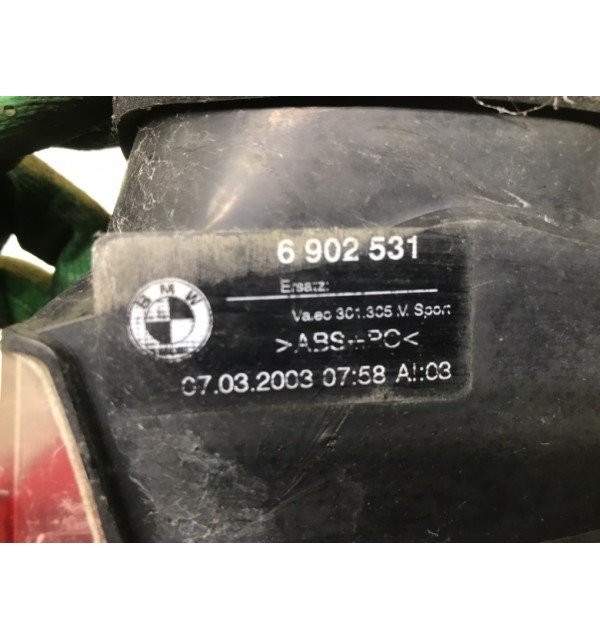 6 902 531
BMW
Ersatz:
Valeo 301.305 V. Sport
>ABS+PC<
07.03.2003 07:58 AI:03